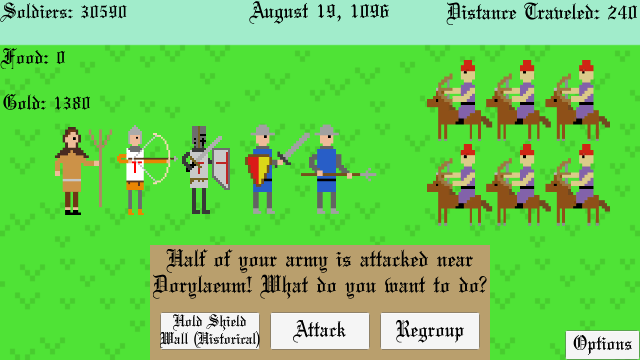 Soldiers: 30590
August 19, 1096
Distance Traveled: 240
Food: 0
Gold: 1380
Half of your army is attacked near
Dorylaeum! What do you want to do?
Hold Shield
Wall (Historical)
Attack
Regroup
Options